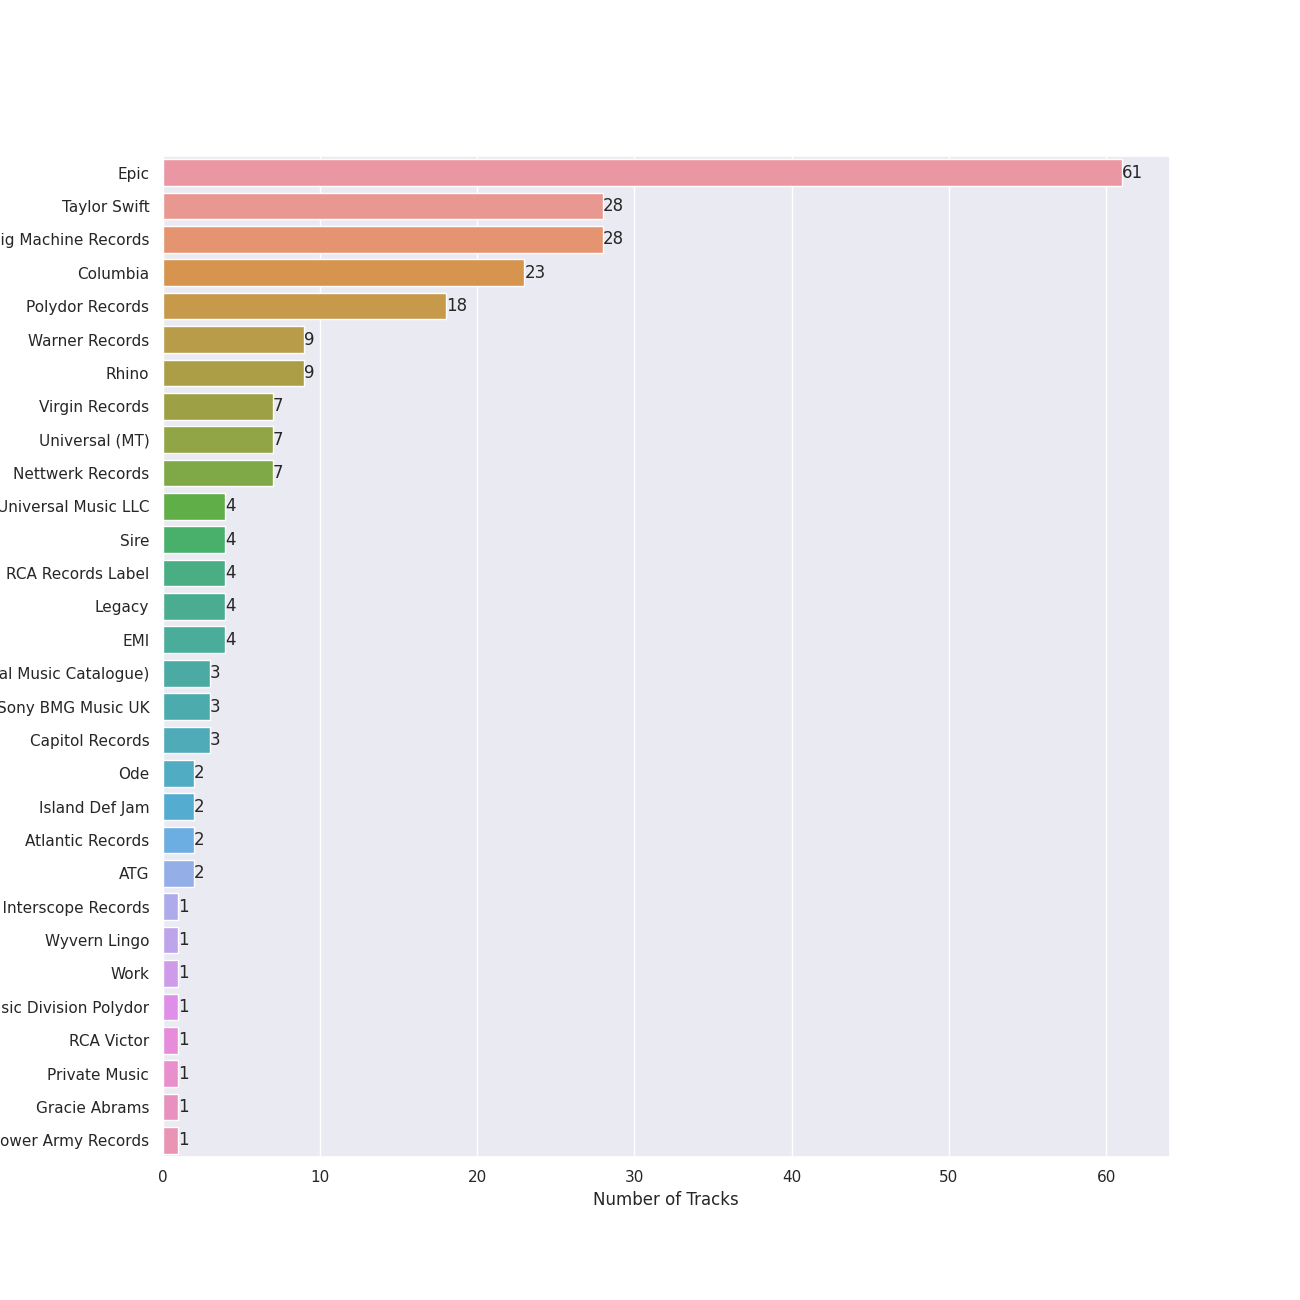 Epic 61
Taylor Swift 28
ig Machine Records 28
Columbia 23
Polydor Records 18
Warner Records 9
Rhino 9
Virgin Records 7
Universal (MT) 7
Nettwerk Records 7
Universal Music LLC 4
Sire 4
RCA Records Label 4
Legacy 4
EMI 4
al Music Catalogue) 3
Sony BMG Music UK 3
Capitol Records 3
Ode 2
Island Def Jam 2
Atlantic Records 2
ATG 2
Interscope Records 1
Wyvern Lingo 1
Work 1
sic Division Polydor 1
RCA Victor 1
Private Music 1
Gracie Abrams 1
ower Army Records 1
0 10 20 30 40 50 60
Number of Tracks